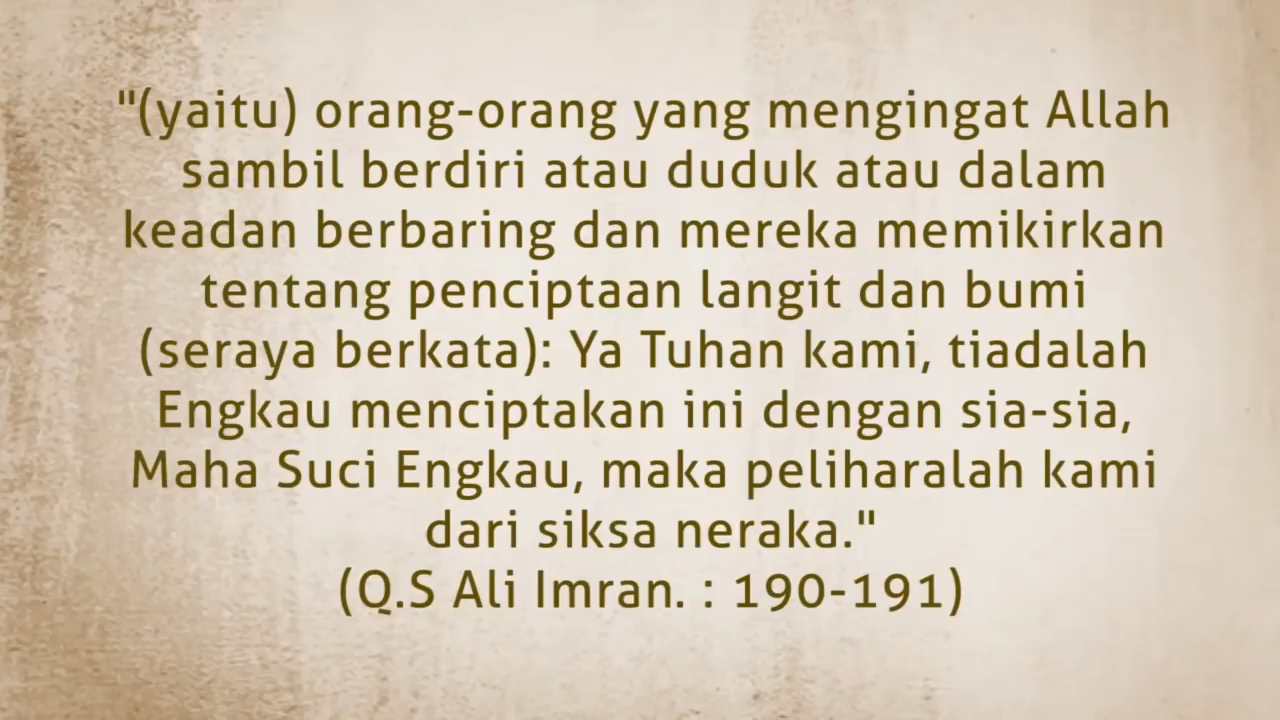 "(yaitu) orang-orang yang mengingat Allah
sambil berdiri atau duduk atau dalam
keadan berbaring dan mereka memikirkan
tentang penciptaan langit dan bumi
(seraya berkata): Ya Tuhan kami, tiadalah
Engkau menciptakan ini dengan sia-sia,
Maha Suci Engkau, maka peliharalah kami
dari siksa neraka."
(Q.S Ali Imran. : 190-191)